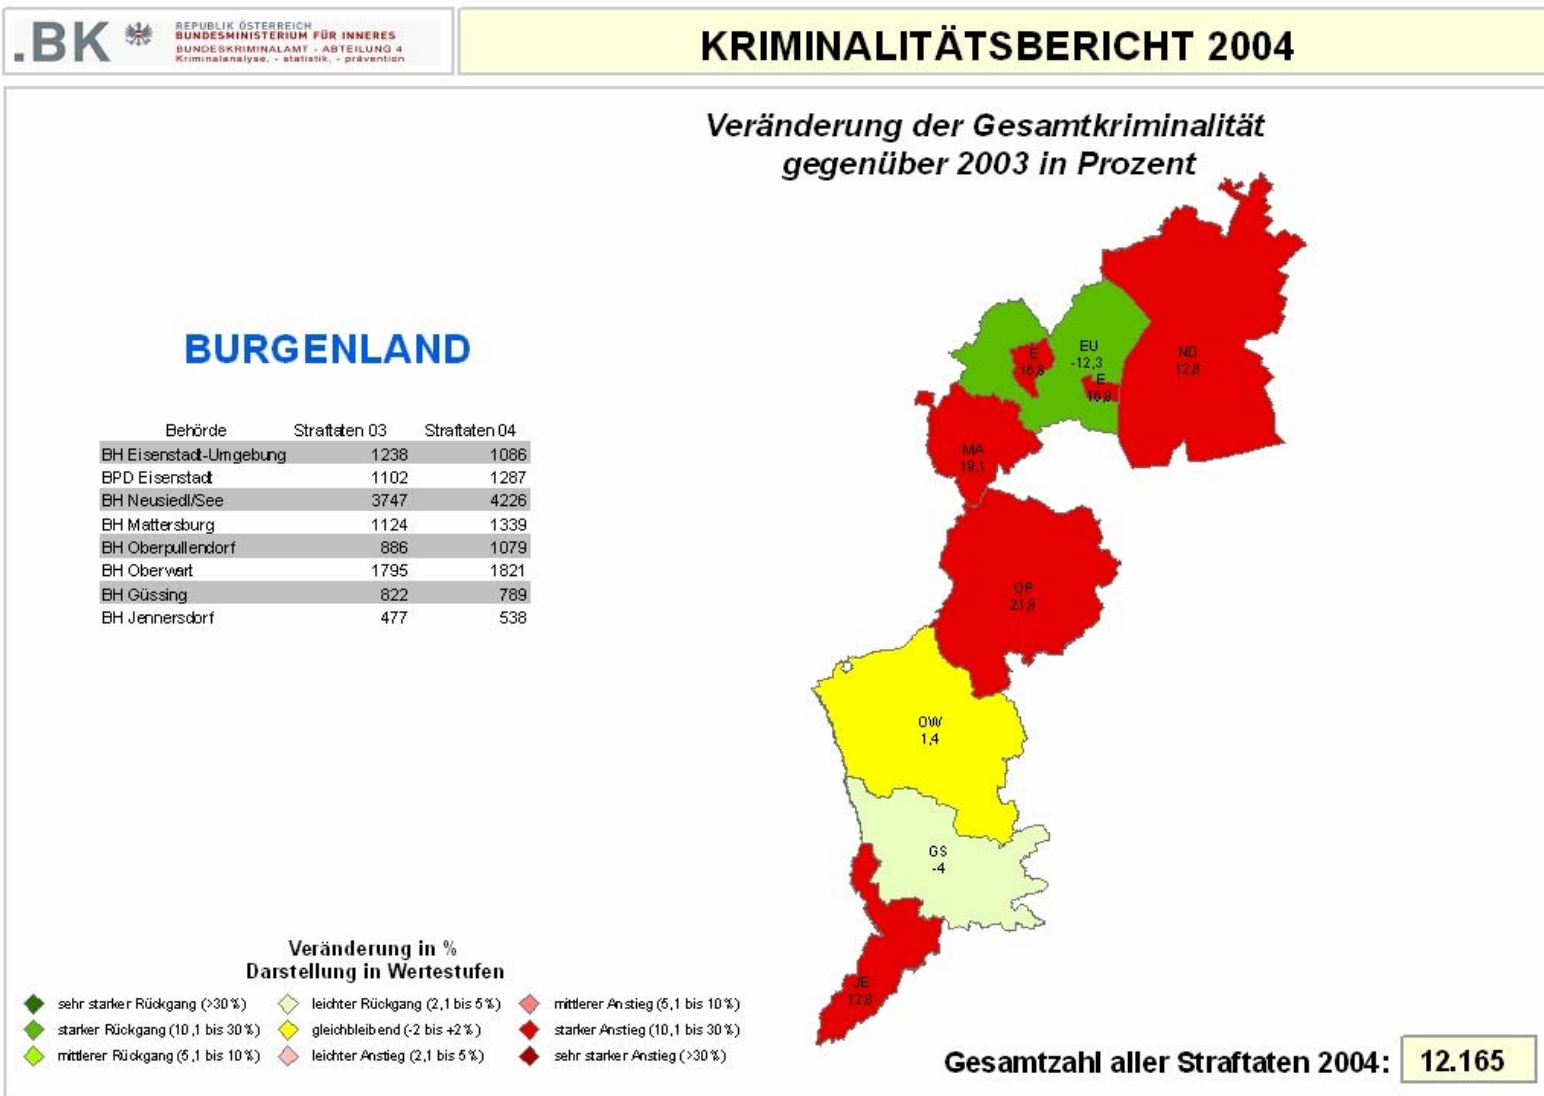 .BK
REPUBLIK ÖSTERREICH
BUNDESMINISTERIUM FÜR INNERES
BUNDESKRIMINALAMT - ABTEILUNG 4
Kriminalanalyse, - statistik, - prävention
KRIMINALITÄTSBERICHT 2004
Veränderung der Gesamtkriminalität
gegenüber 2003 in Prozent
BURGENLAND
Behörde Straftaten 03 Straftaten 04
BH Eisenstadt-Umgebung 1238 1086
BPD Eisenstadt 1102 1287
BH Neusiedl/See 3747 4226
BH Mattersburg 1124 1339
BH Oberpullendorf 886 1079
BH Oberwart 1795 1821
BH Güssing 822 789
BH Jennersdorf 477 538
E
16,8
EU
-12,3
E
16,8
ND
12,8
MA
19,1
OP
21,8
OW
1,4
GS
-4
JE
12,8
Veränderung in %
Darstellung in Wertestufen
sehr starker Rückgang (>30%)
starker Rückgang (10,1 bis 30%)
mittlerer Rückgang (5,1 bis 10%)
leichter Rückgang (2,1 bis 5%)
gleichbleibend (-2 bis +2%)
leichter Anstieg (2,1 bis 5%)
mittlerer Anstieg (5,1 bis 10%)
starker Anstieg (10,1 bis 30%)
sehr starker Anstieg (>30%)
Gesamtzahl aller Straftaten 2004: 12.165